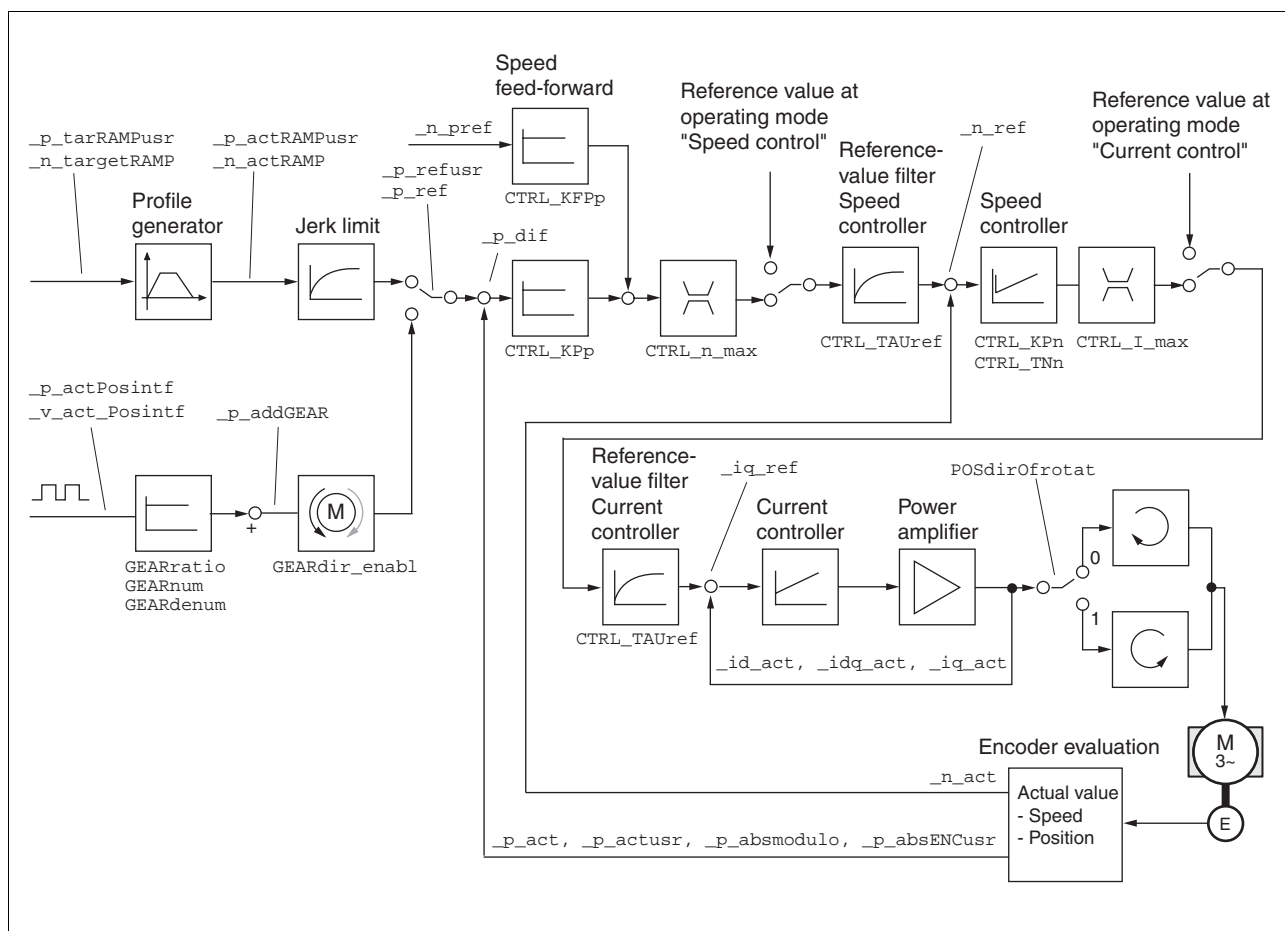 Speed
feed-forward
_n_pref
CTRL_KFPp
Reference value at
operating mode
"Speed control"
Reference value at
operating mode
"Current control"
_p_tarRAMPusr
_n_targetRAMP
_p_actRAMPusr
_n_actRAMP
_p_refusr
_p_ref
_n_ref
Profile
generator
Jerk limit
_p_dif
CTRL_KPp
CTRL_n_max
Reference-
value filter
Speed
controller
CTRL_TAUref
Speed
controller
CTRL_KPn
CTRL_TNn
CTRL_I_max
_p_actPosintf
_v_act_Posintf
_p_addGEAR
+
M
GEARratio
GEARnum
GEARdenum
GEARdir_enabl
Reference-
value filter
Current
controller
CTRL_TAUref
_iq_ref
Current
controller
Power
amplifier
POSdirOfrotat
0
1
_id_act, _idq_act, _iq_act
M
3~
E
Encoder evaluation
Actual value
- Speed
- Position
_n_act
_p_act, _p_actusr, _p_absmodulo, _p_absENCusr